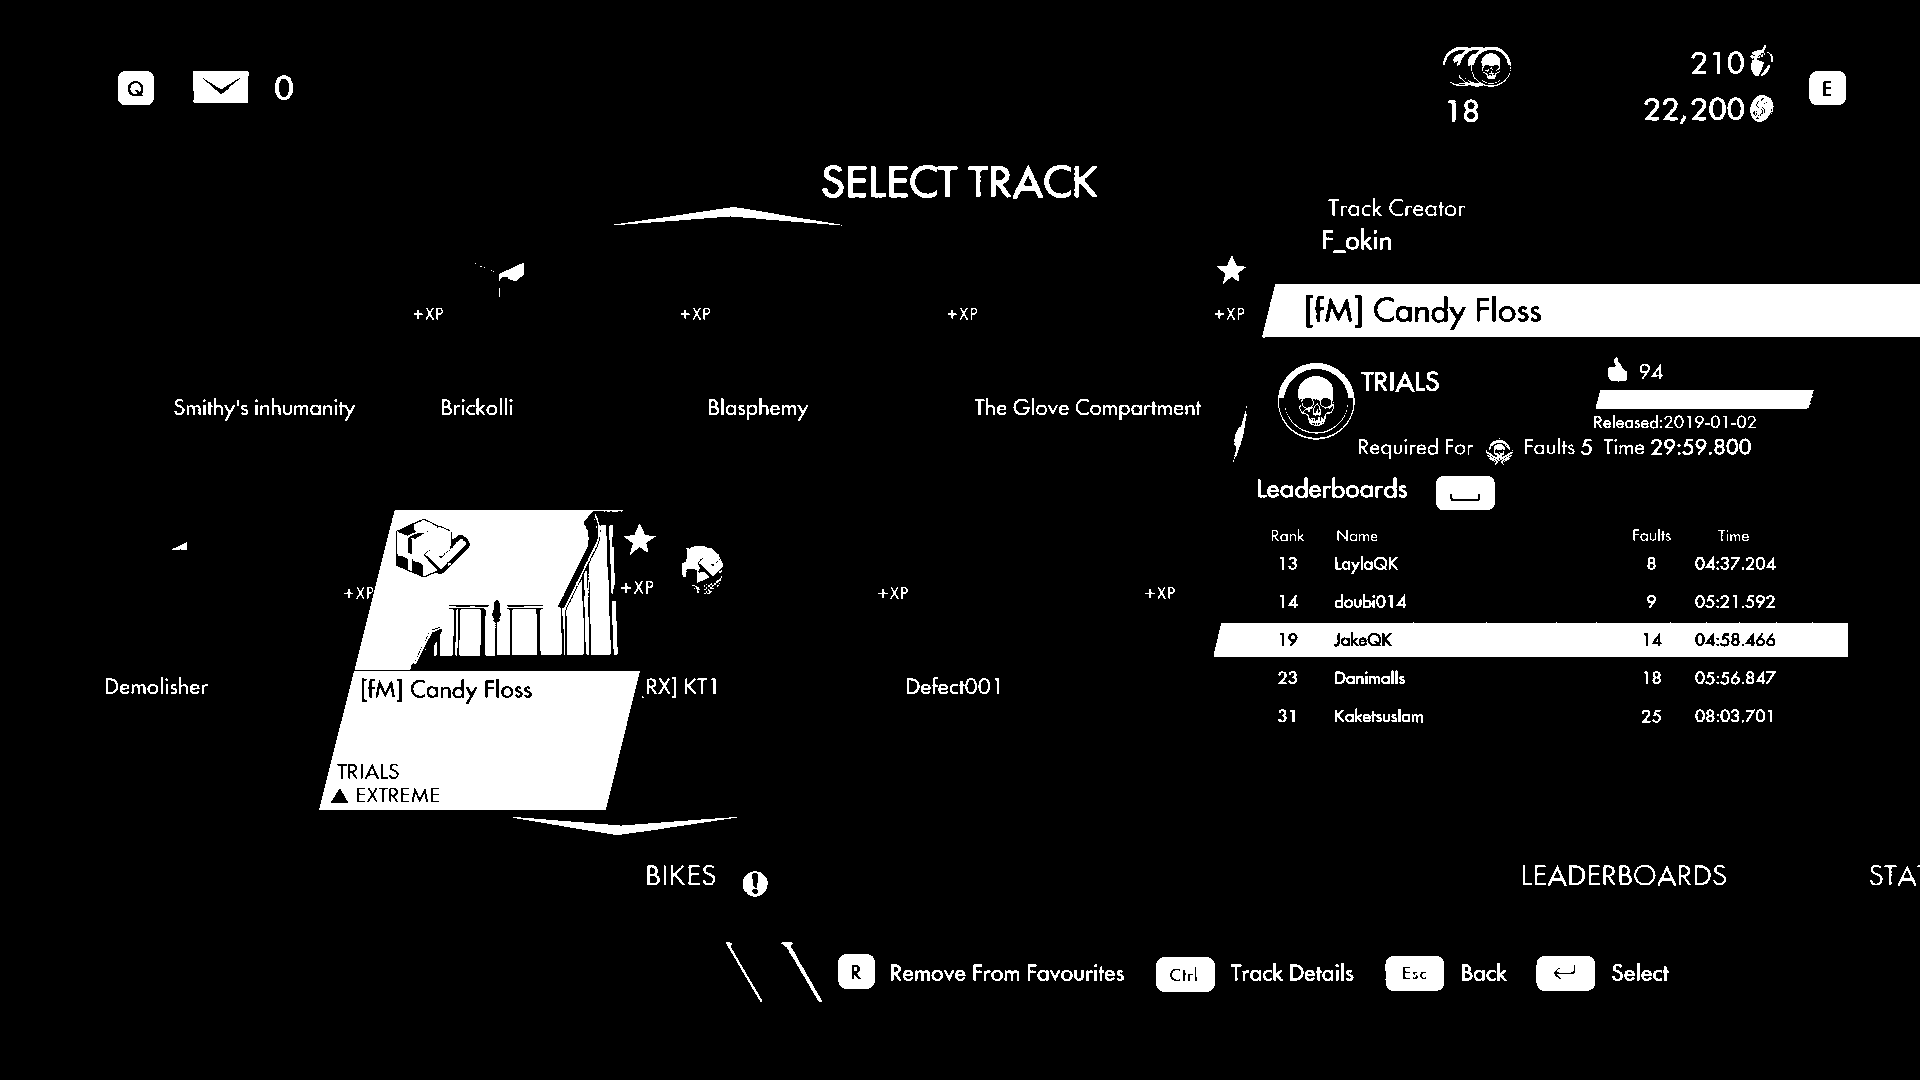 Q 0
210
18
22,200
E
SELECT TRACK
Track Creator
F_okin
+XP +XP +XP +XP
[fM] Candy Floss
TRIALS
94
Released:2019-01-02
Required For Faults 5 Time 29:59.800
Smithy's inhumanity Brickolli Blasphemy The Glove Compartment
Leaderboards
Rank Name Faults Time
13 LaylaQK 8 04:37.204
14 doubi014 9 05:21.592
19 JakeQK 14 04:58.466
23 Danimalls 18 05:56.847
31 Kaketsuslam 25 08:03.701
+XP +XP +XP +XP
Demolisher [fM] Candy Floss RX] KT1 Defect001
TRIALS
EXTREME
BIKES ! LEADERBOARDS STAT
R Remove From Favourites Ctrl Track Details Esc Back Select